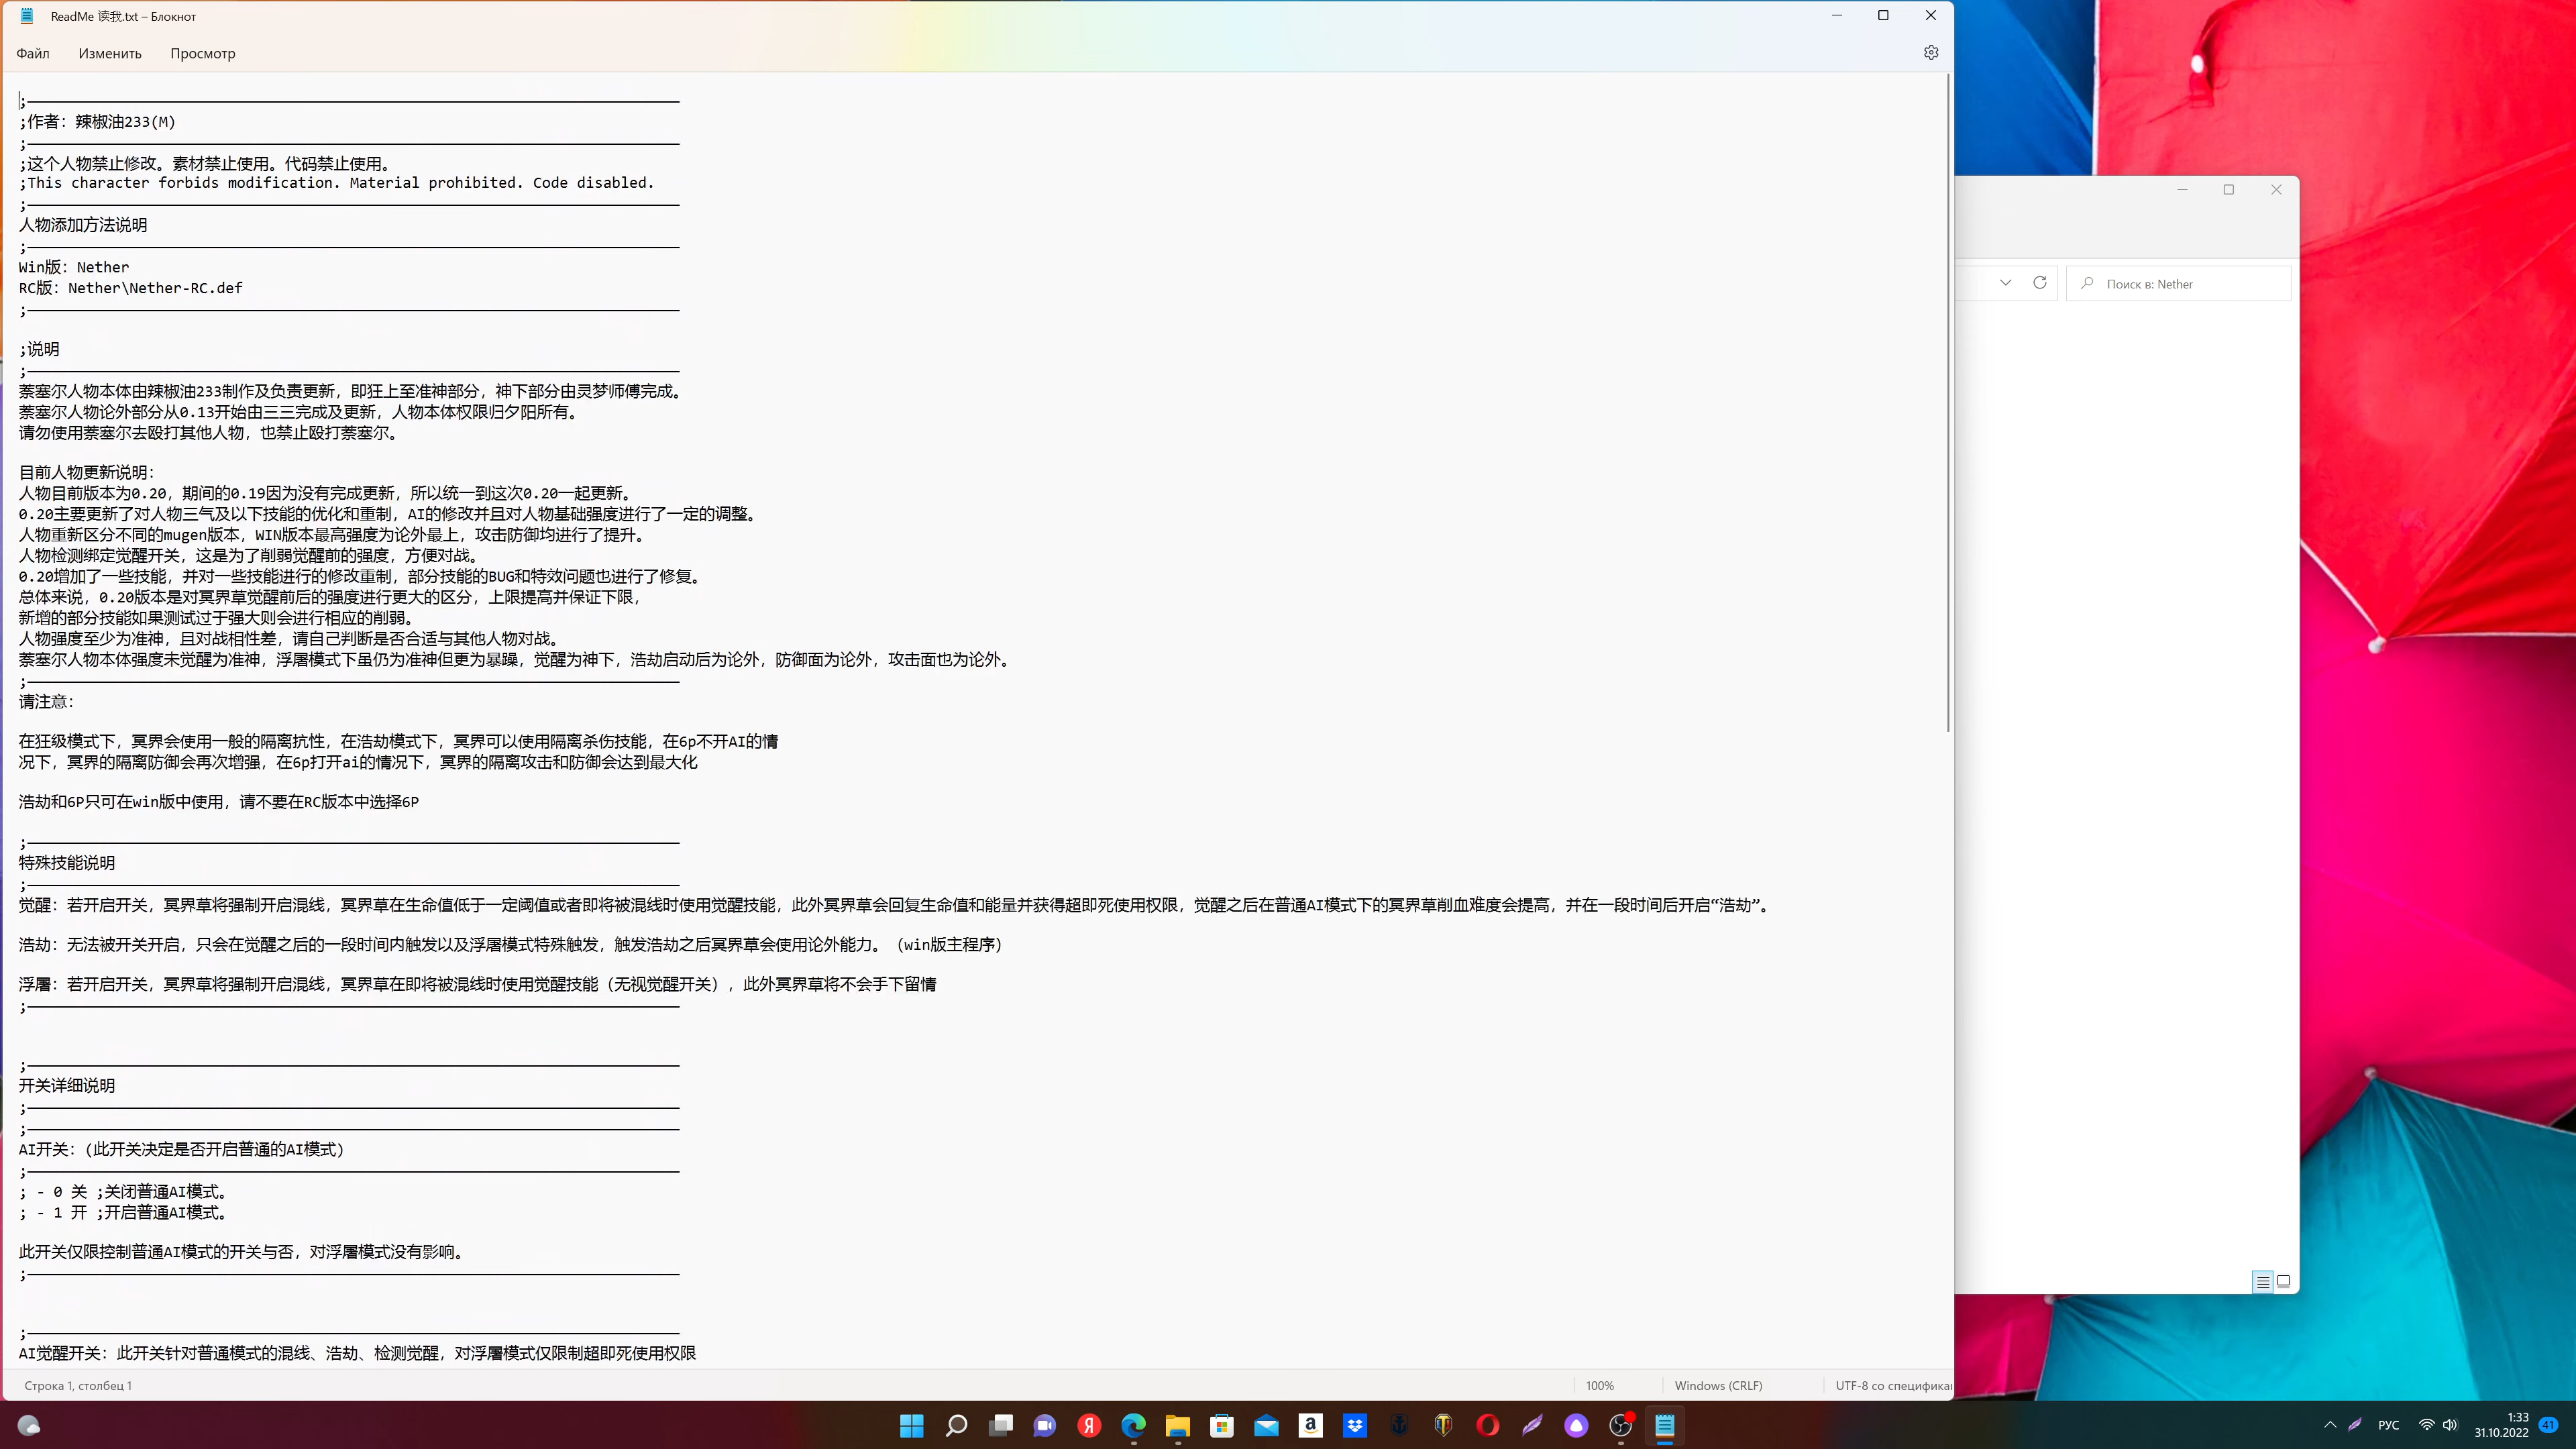 ReadMe 读我.txt – Блокнот
Файл Изменить Просмотр
;————————————————————————————————————————
;作者：辣椒油233(M)
;————————————————————————————————————————
;这个人物禁止修改。素材禁止使用。代码禁止使用。
;This character forbids modification. Material prohibited. Code disabled.
;————————————————————————————————————————
人物添加方法说明
;————————————————————————————————————————
Win版：Nether
RC版：Nether\Nether-RC.def
;————————————————————————————————————————
;说明
;————————————————————————————————————————
萘塞尔人物本体由辣椒油233制作及负责更新，即狂上至准神部分，神下部分由灵梦师傅完成。
萘塞尔人物论外部分从0.13开始由三三完成及更新，人物本体权限归夕阳所有。
请勿使用萘塞尔去殴打其他人物，也禁止殴打萘塞尔。
目前人物更新说明：
人物目前版本为0.20，期间的0.19因为没有完成更新，所以统一到这次0.20一起更新。
0.20主要更新了对人物三气及以下技能的优化和重制，AI的修改并且对人物基础强度进行了一定的调整。
人物重新区分不同的mugen版本，WIN版本最高强度为论外最上，攻击防御均进行了提升。
人物检测绑定觉醒开关，这是为了削弱觉醒前的强度，方便对战。
0.20增加了一些技能，并对一些技能进行的修改重制，部分技能的BUG和特效问题也进行了修复。
总体来说，0.20版本是对冥界草觉醒前后的强度进行更大的区分，上限提高并保证下限，
新增的部分技能如果测试过于强大则会进行相应的削弱。
人物强度至少为准神，且对战相性差，请自己判断是否合适与其他人物对战。
萘塞尔人物本体强度未觉醒为准神，浮屠模式下虽仍为准神但更为暴躁，觉醒为神下，浩劫启动后为论外，防御面为论外，攻击面也为论外。
;————————————————————————————————————————
请注意：
在狂级模式下，冥界会使用一般的隔离抗性，在浩劫模式下，冥界可以使用隔离杀伤技能，在6p不开AI的情
况下，冥界的隔离防御会再次增强，在6p打开ai的情况下，冥界的隔离攻击和防御会达到最大化
浩劫和6P只可在win版中使用，请不要在RC版本中选择6P
;————————————————————————————————————————
特殊技能说明
;————————————————————————————————————————
觉醒：若开启开关，冥界草将强制开启混线，冥界草在生命值低于一定阈值或者即将被混线时使用觉醒技能，此外冥界草会回复生命值和能量并获得超即死使用权限，觉醒之后在普通AI模式下的冥界草削血难度会提高，并在一段时间后开启“浩劫”。
浩劫：无法被开关开启，只会在觉醒之后的一段时间内触发以及浮屠模式特殊触发，触发浩劫之后冥界草会使用论外能力。（win版主程序）
浮屠：若开启开关，冥界草将强制开启混线，冥界草在即将被混线时使用觉醒技能（无视觉醒开关），此外冥界草将不会手下留情
;————————————————————————————————————————
;————————————————————————————————————————
开关详细说明
;————————————————————————————————————————
;————————————————————————————————————————
AI开关：(此开关决定是否开启普通的AI模式)
;————————————————————————————————————————
; - 0 关 ;关闭普通AI模式。
; - 1 开 ;开启普通AI模式。
此开关仅限控制普通AI模式的开关与否，对浮屠模式没有影响。
;————————————————————————————————————————
;————————————————————————————————————————
AI觉醒开关：此开关针对普通模式的混线、浩劫、检测觉醒，对浮屠模式仅限制超即死使用权限
Строка 1, столбец 1 100% Windows (CRLF) UTF-8 со специфика
Поиск в: Nether
РУС
1:33
31.10.2022
41